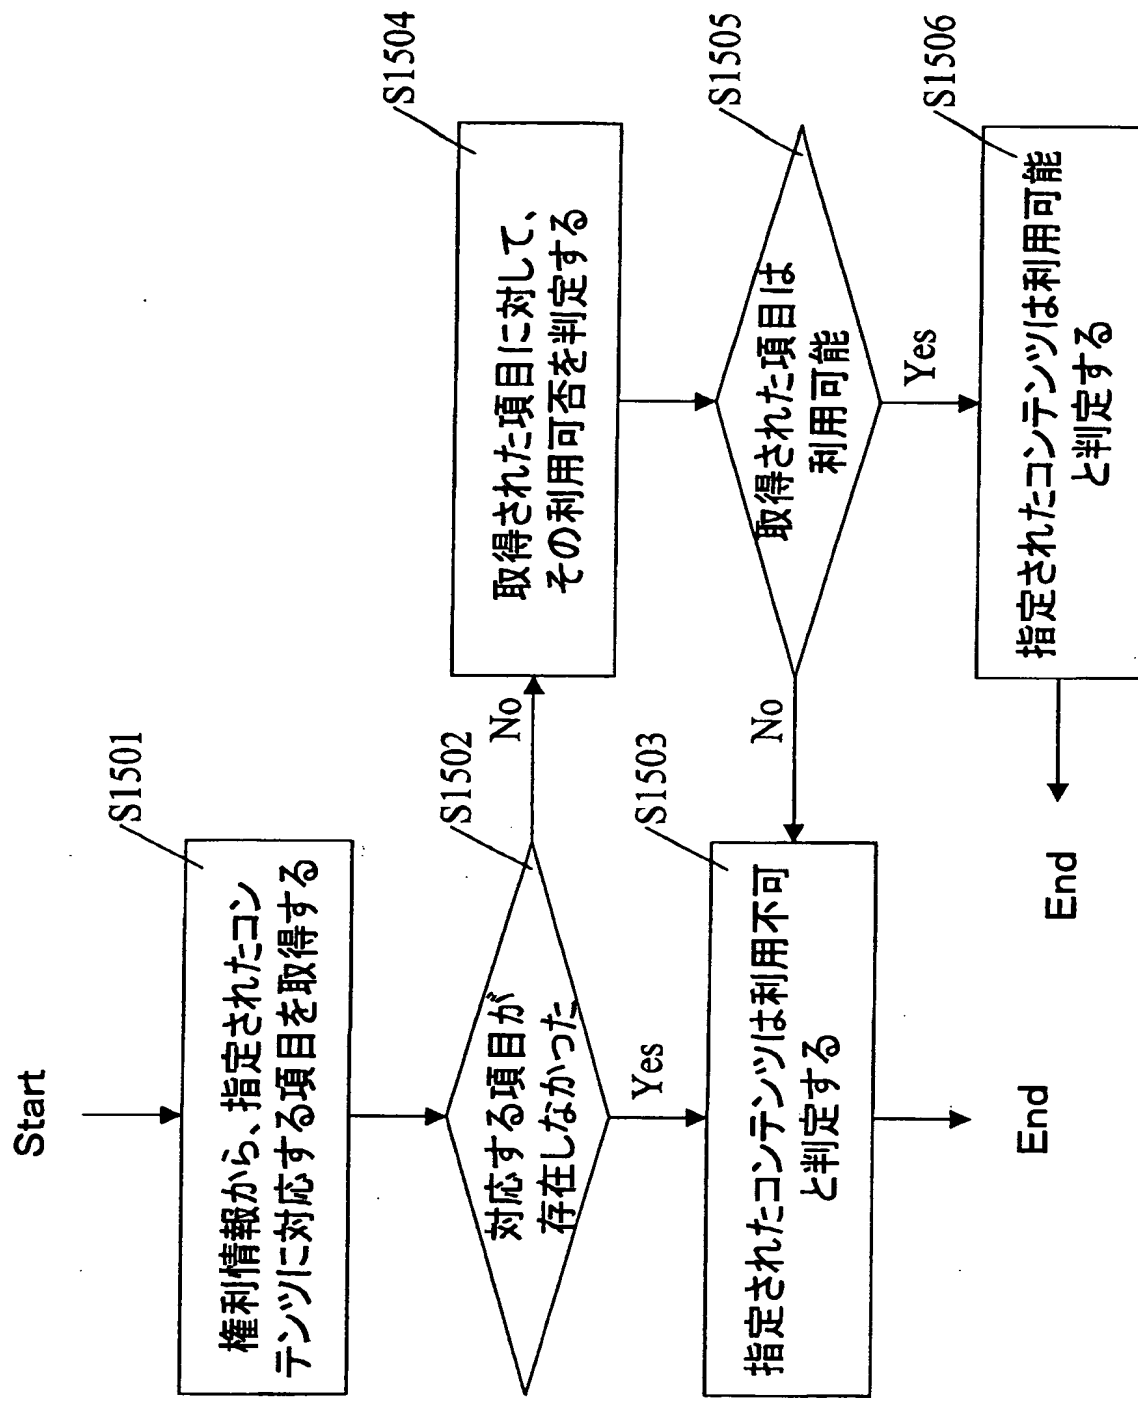 Start
S1501
権利情報から、指定されたコン
テンツに対応する項目を取得する
S1502
対応する項目が
存在しなかった
No
Yes
S1503
指定されたコンテンツは利用不可
と判定する
End
S1504
取得された項目に対して、
その利用可否を判定する
S1505
取得された項目は
利用可能
No
Yes
S1506
指定されたコンテンツは利用可能
と判定する
End